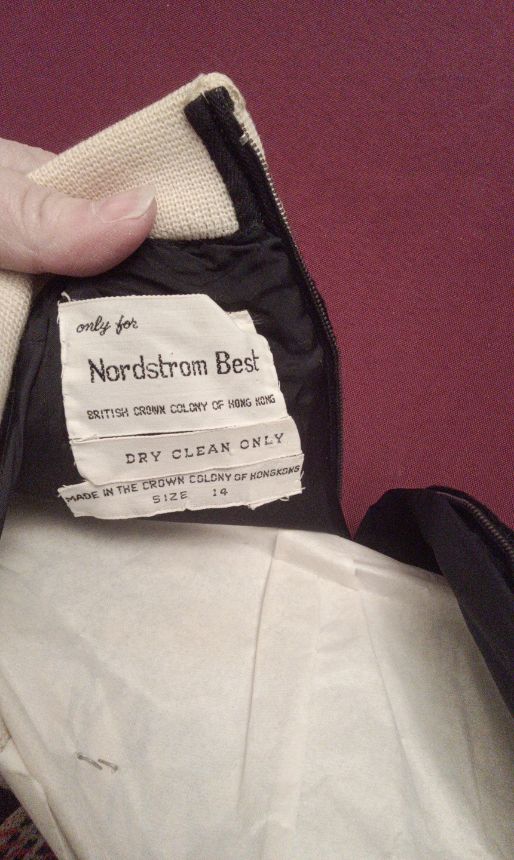 only for
Nordstrom Best
BRITISH CROWN COLONY OF HONG KONG
DRY CLEAN ONLY
MADE IN THE CROWN COLONY OF HONGKONG
SIZE 14